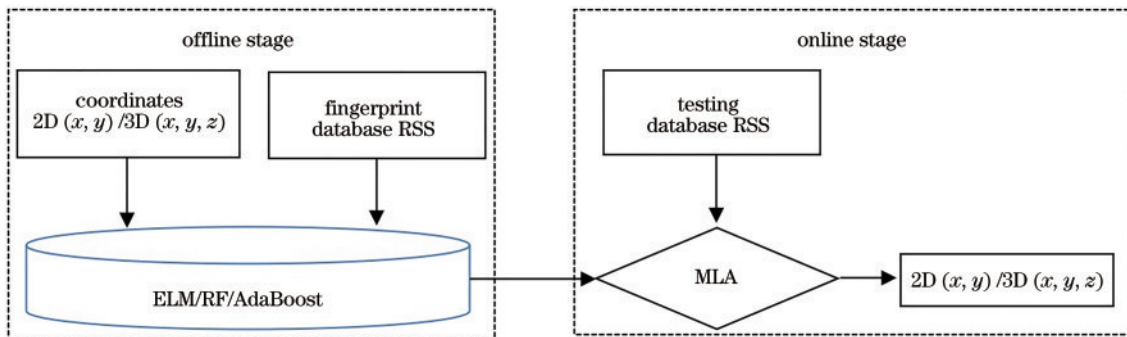 offline stage
coordinates
2D (x, y) /3D (x, y, z)
fingerprint
database RSS
ELM/RF/AdaBoost
online stage
testing
database RSS
MLA
2D (x, y) /3D (x, y, z)